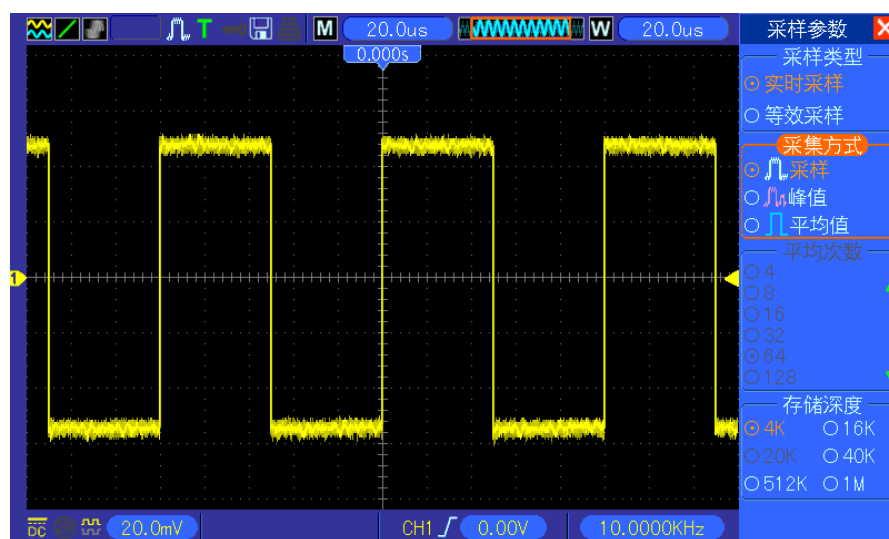 M 20.0us W 20.0us
0.000s
1
DC 20.0mV CH1 0.00V 10.0000KHz
采样参数
采样类型
实时采样
等效采样
采集方式
采样
峰值
平均值
平均次数
4
8
16
32
64
128
存储深度
4K 16K
20K 40K
512K 1M